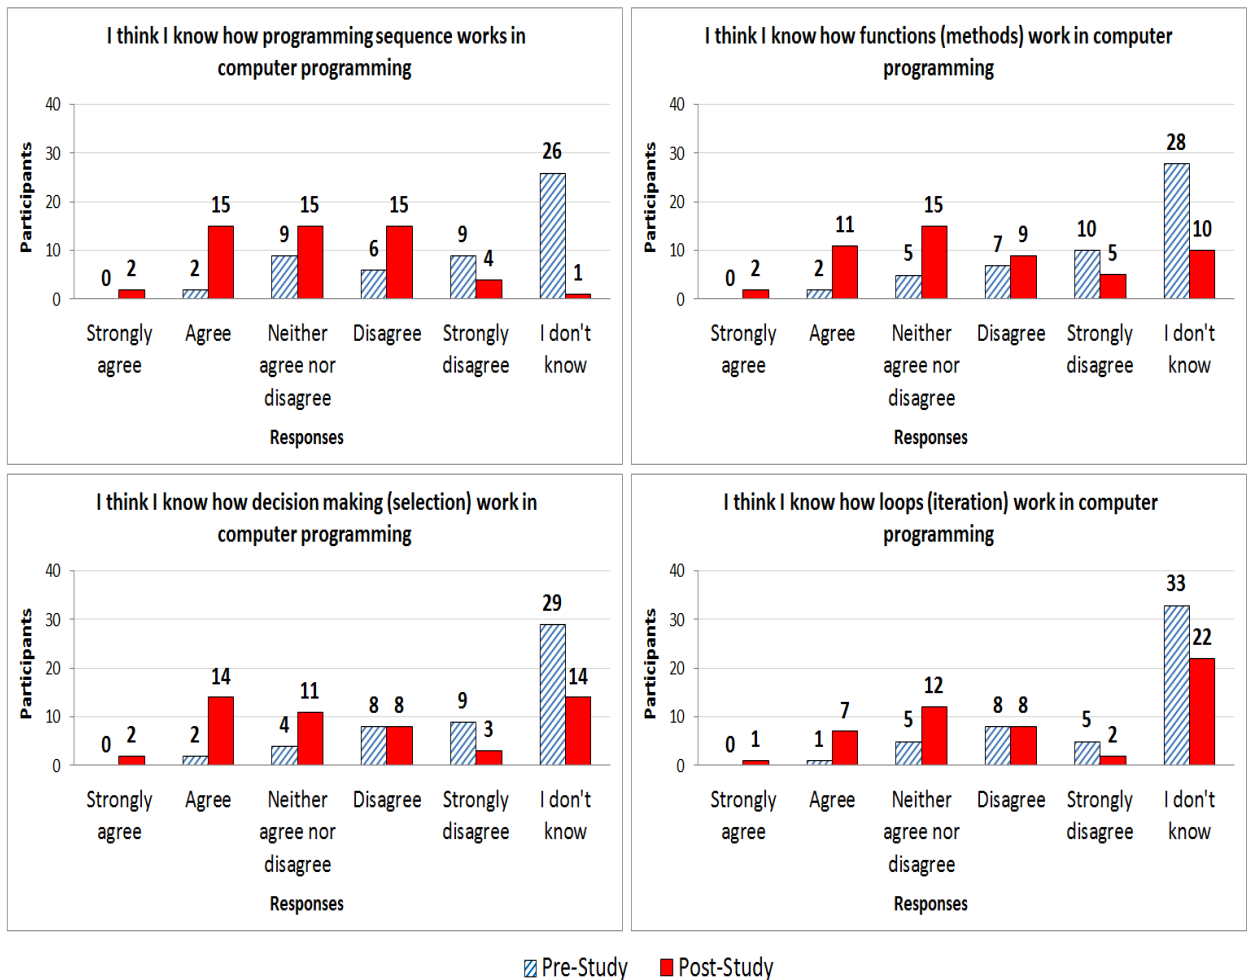 I think I know how programming sequence works in
computer programming
40
30
20
10
0
Participants
0 2
2 15
9 15
6 15
9 4
26 1
Strongly agree
Agree
Neither agree nor disagree
Disagree
Strongly disagree
I don't know
Responses
I think I know how functions (methods) work in computer
programming
40
30
20
10
0
Participants
0 2
2 11
5 15
7 9
10 5
28 10
Strongly agree
Agree
Neither agree nor disagree
Disagree
Strongly disagree
I don't know
Responses
I think I know how decision making (selection) work in
computer programming
40
30
20
10
0
Participants
0 2
2 14
4 11
8 8
9 3
29 14
Strongly agree
Agree
Neither agree nor disagree
Disagree
Strongly disagree
I don't know
Responses
I think I know how loops (iteration) work in computer
programming
40
30
20
10
0
Participants
0 1
1 7
5 12
8 8
5 2
33 22
Strongly agree
Agree
Neither agree nor disagree
Disagree
Strongly disagree
I don't know
Responses
Pre-Study Post-Study